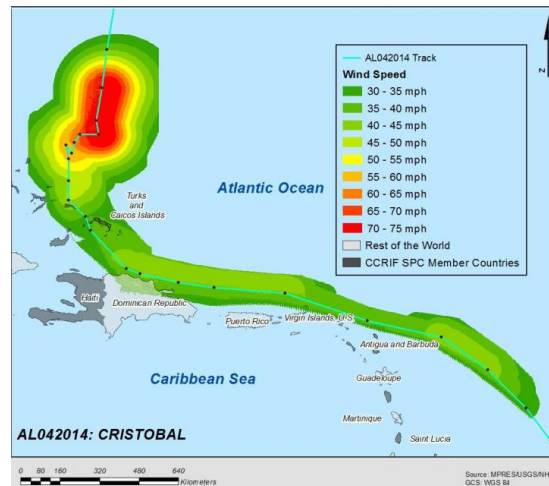 AL042014 Track
Wind Speed
30 - 35 mph
35 - 40 mph
40 - 45 mph
45 - 50 mph
50 - 55 mph
55 - 60 mph
60 - 65 mph
65 - 70 mph
70 - 75 mph
Rest of the World
CCRIF SPC Member Countries
Z
Atlantic Ocean
Turks
and
Caicos Islands
Haiti
Dominican Republic
Puerto Rico
Virgin Islands, U.S.
Antigua and Barbuda
Guadeloupe
Caribbean Sea
Martinique
Saint Lucia
AL042014: CRISTOBAL
0 80 160 320 480 640
Kilometers
Source: MPRES/USGS/NH
GCS: WGS 84